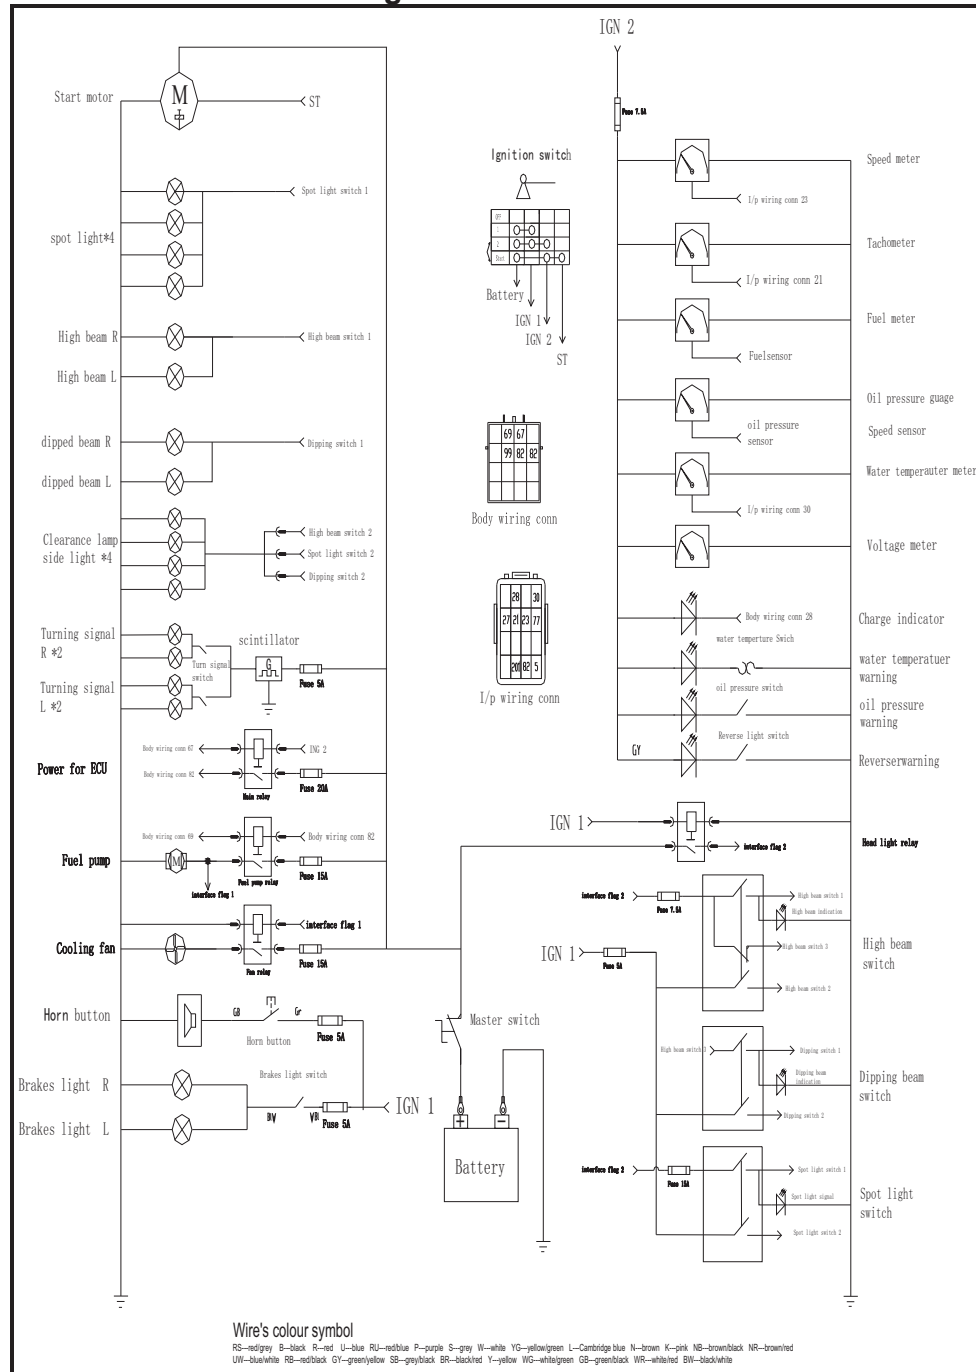 IGN 2
Fuse 7.5A
Start motor
M
ST
Ignition switch
OFF
1
2
Start
Battery
IGN 1
IGN 2
ST
Speed meter
I/p wiring conn 23
Spot light switch 1
spot light*4
Tachometer
I/p wiring conn 21
Fuel meter
Fuelsensor
High beam R
High beam switch 1
High beam L
Oil pressure guage
oil pressure
sensor
Speed sensor
dipped beam R
Dipping switch 1
dipped beam L
69 67
99 82 82
Body wiring conn
Water temperauter meter
I/p wiring conn 30
Voltage meter
Clearance lamp
side light *4
High beam switch 2
Spot light switch 2
Dipping switch 2
28 30
27 21 23 77
82 5
I/p wiring conn
Body wiring conn 28
Charge indicator
water temperture Swich
water temperatuer
warning
oil pressure switch
oil pressure
warning
Reverse light switch
GY
Reverserwarning
Turning signal
R *2
Turn signal
switch
scintillator
G
Fuse 5A
Turning signal
L *2
Body wiring conn 67
ING 2
Power for ECU
Body wiring conn 82
Fuse 20A
Main relay
Body wiring conn 69
Body wiring conn 82
Fuel pump
M
Fuse 15A
Fuel pump relay
interface flag 1
IGN 1
Head light relay
interface flag 2
interface flag 1
Cooling fan
Fuse 15A
Fan relay
interface flag 2
Fuse 7.5A
High beam switch 1
High beam indication
High beam switch 3
High beam switch 2
High beam
switch
IGN 1
Fuse 5A
Horn button
GB
Gr
Horn button
Fuse 5A
Master switch
Brakes light R
Brakes light switch
BW
Fuse 5A
IGN 1
Brakes light L
+
−
Battery
High beam switch 3
Dipping switch 1
Dipping beam
indication
Dipping switch 2
Dipping beam
switch
interface flag 2
Fuse 15A
Spot light switch 1
Spot light signal
Spot light switch 2
Spot light
switch
Wire's colour symbol
RS---red/grey B---black R---red U---blue RU---red/blue P---purple S---grey W---white YG---yellow/green L---Cambridge blue N---brown K---pink NB---brown/black NR---brown/red
UW---blue/white RB---red/black GY---green/yellow SB---grey/black BR---black/red Y---yellow WG---white/green GB---green/black WR---white/red BW---black/white